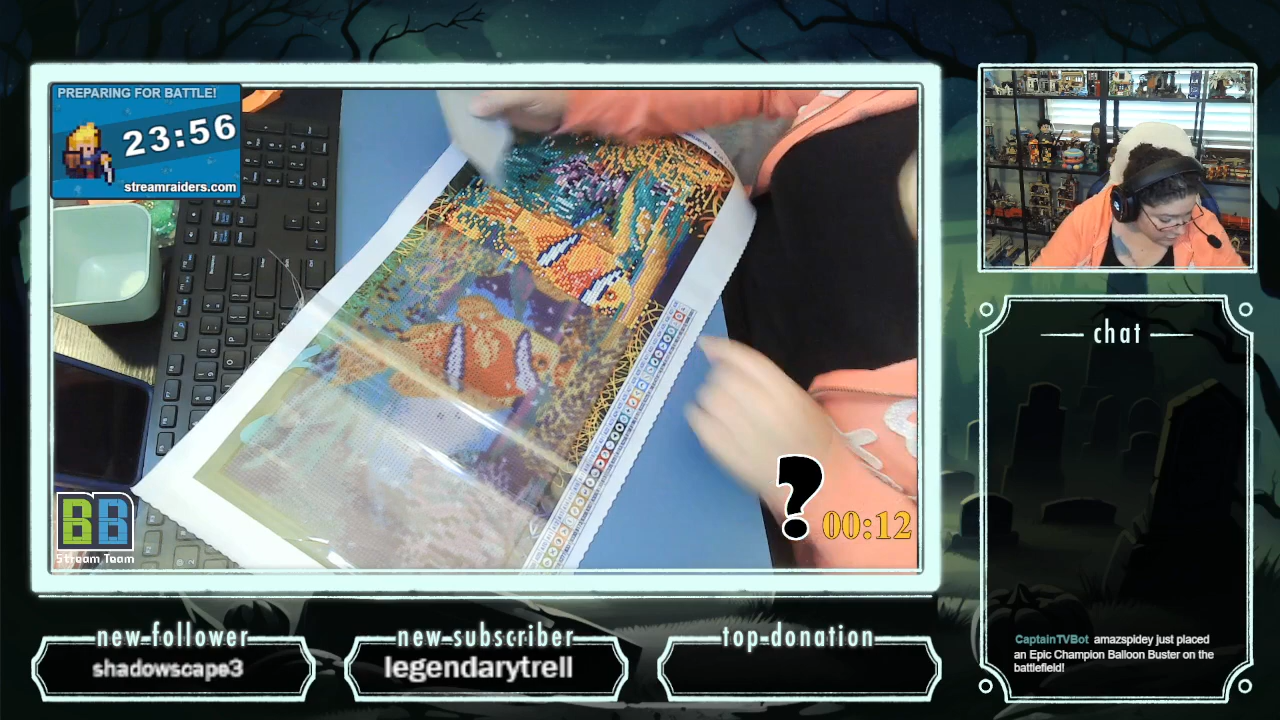 PREPARING FOR BATTLE!
23:56
streamraiders.com
BB
Stream Team
?
00:12
chat
CaptainTVBot amazspidey just placed
an Epic Champion Balloon Buster on the
battlefield!
new follower
shadowscape3
new subscriber
legendarytrell
top donation